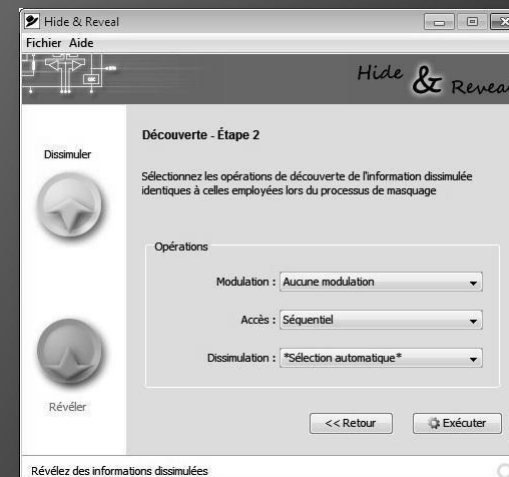 Hide & Reveal
Fichier Aide
Hide & Reveal
Découverte - Étape 2
Dissimuler
Sélectionnez les opérations de découverte de l'information dissimulée
identiques à celles employées lors du processus de masquage
Opérations
Modulation : Aucune modulation
Accès : Séquentiel
Dissimulation : *Sélection automatique*
Révéler
<< Retour
Exécuter
Révélez des informations dissimulées